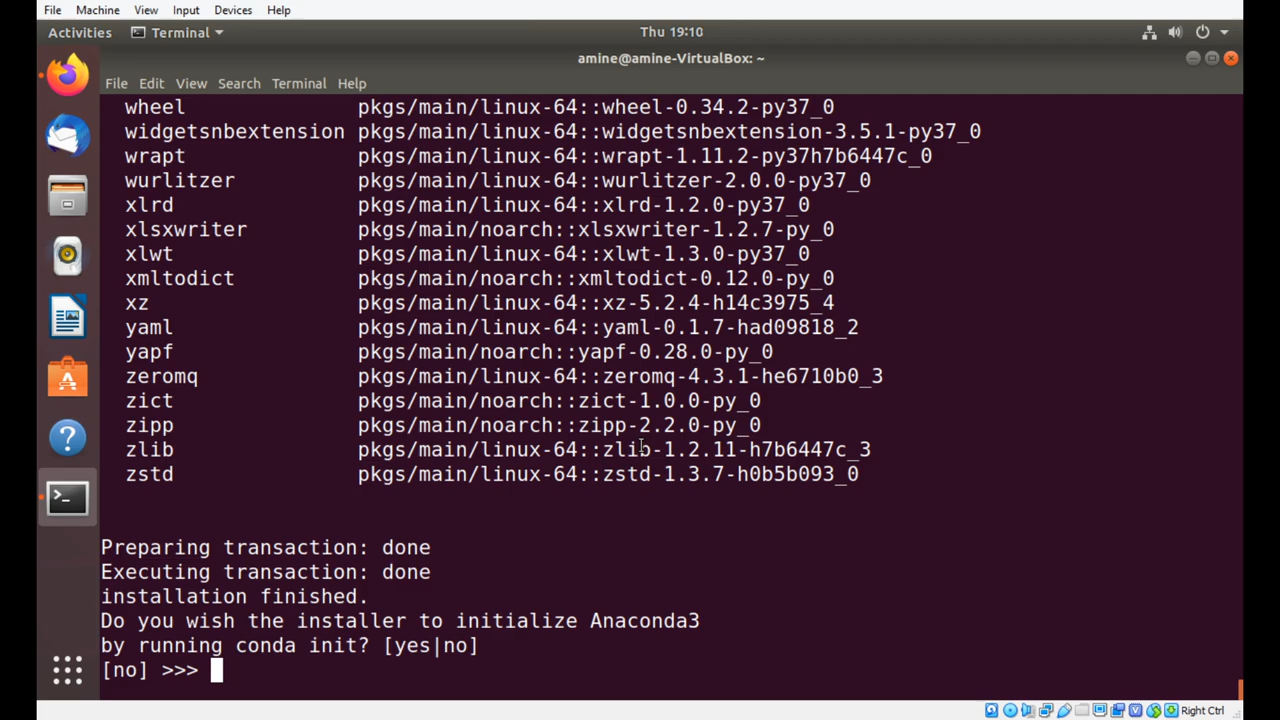 File Machine View Input Devices Help
Activities Terminal Thu 19:10
amine@amine-VirtualBox: ~
File Edit View Search Terminal Help
wheel pkgs/main/linux-64::wheel-0.34.2-py37_0
widgetsnbextension pkgs/main/linux-64::widgetsnbextension-3.5.1-py37_0
wrapt pkgs/main/linux-64::wrapt-1.11.2-py37h7b6447c_0
wurlitzer pkgs/main/linux-64::wurlitzer-2.0.0-py37_0
xlrd pkgs/main/linux-64::xlrd-1.2.0-py37_0
xlsxwriter pkgs/main/noarch::xlsxwriter-1.2.7-py_0
xlwt pkgs/main/linux-64::xlwt-1.3.0-py37_0
xmltodict pkgs/main/noarch::xmltodict-0.12.0-py_0
xz pkgs/main/linux-64::xz-5.2.4-h14c3975_4
yaml pkgs/main/linux-64::yaml-0.1.7-had09818_2
yapf pkgs/main/noarch::yapf-0.28.0-py_0
zeromq pkgs/main/linux-64::zeromq-4.3.1-he6710b0_3
zict pkgs/main/noarch::zict-1.0.0-py_0
zipp pkgs/main/noarch::zipp-2.2.0-py_0
zlib pkgs/main/linux-64::zlib-1.2.11-h7b6447c_3
zstd pkgs/main/linux-64::zstd-1.3.7-h0b5b093_0
Preparing transaction: done
Executing transaction: done
installation finished.
Do you wish the installer to initialize Anaconda3
by running conda init? [yes|no]
[no] >>>
Right Ctrl